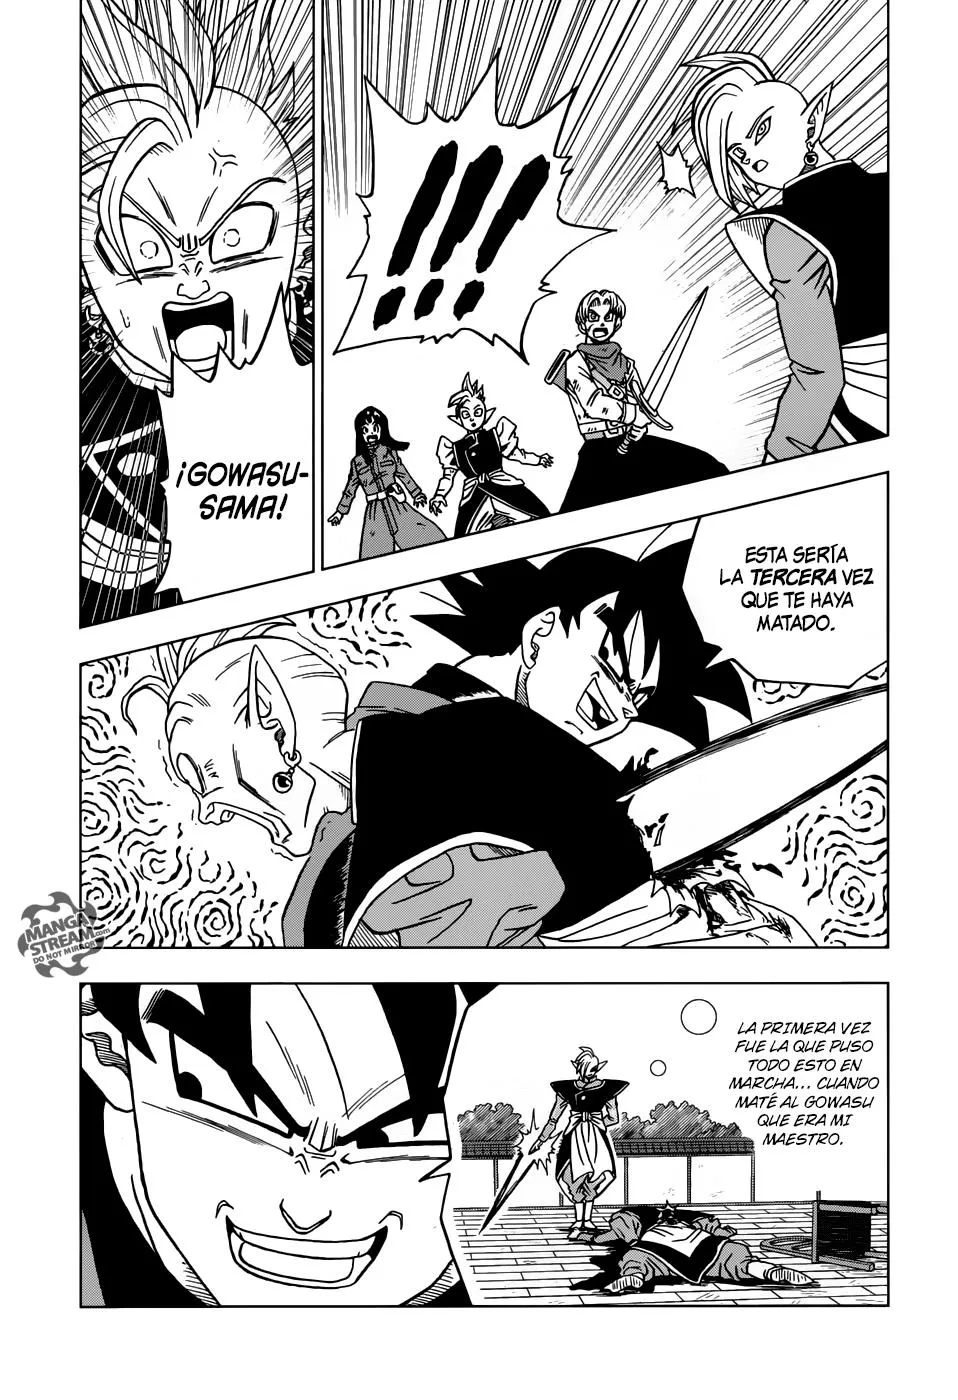 !!!
¡GOWASU-
SAMA!
ESTA SERÍA
LA TERCERA VEZ
QUE TE HAYA
MATADO.
MANGA
STREAM.com
DO NOT MIRROR
LA PRIMERA VEZ
FUE LA QUE PUSO
TODO ESTO EN
MARCHA... CUANDO
MATÉ AL GOWASU
QUE ERA MI
MAESTRO.